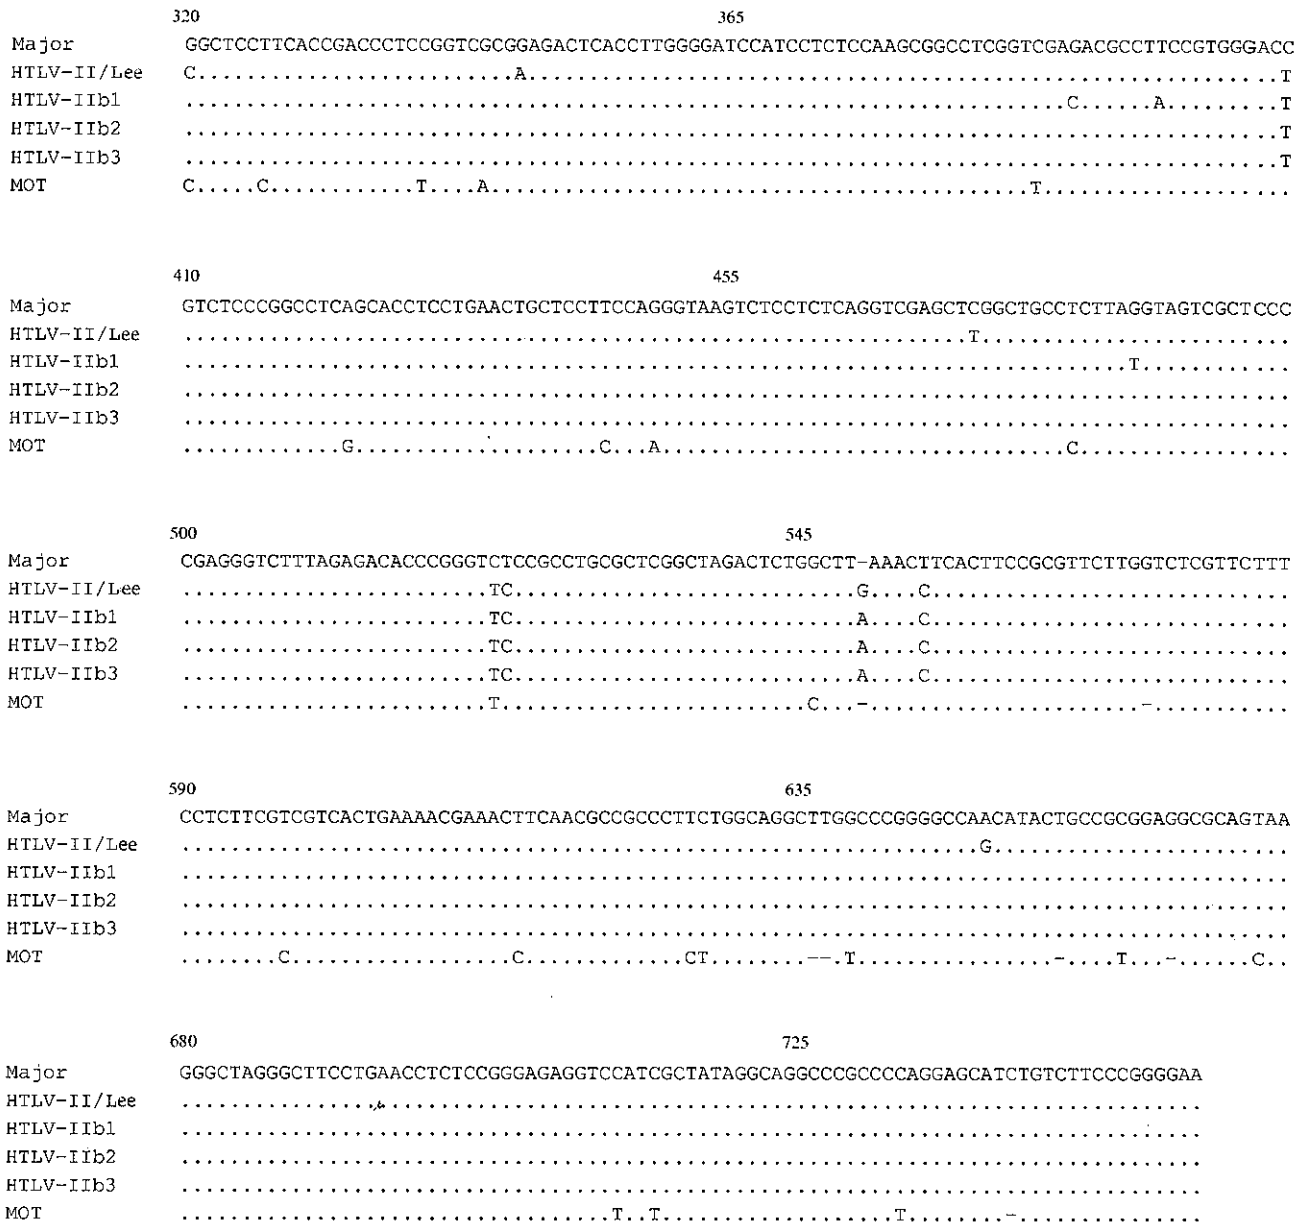 320 365
Major GGCTCCTTCACCGACCCTCCGGTCGCGGAGACTCACCTTGGGGATCCATCCTCTCCAAGCGGCCTCGGTCGAGACGCCTTCCGTGGGACC
HTLV-II/Lee C..........................A.............................................................T
HTLV-IIb1 ........................................................................C......A.........T
HTLV-IIb2 .........................................................................................T
HTLV-IIb3 .........................................................................................T
MOT C.....C............T....A............................................T....................
410 455
Major GTCTCCCGGCCTCAGCACCTCCTGAACTGCTCCTTCCAGGGTAAGTCTCCTCTCAGGTCGAGCTCGGCTGCCTCTTAGGTAGTCGCTCCC
HTLV-II/Lee ................................................................T.........................
HTLV-IIb1 .............................................................................T............
HTLV-IIb2 ..........................................................................................
HTLV-IIb3 ..........................................................................................
MOT .............G....................C...A.................................C.................
500 545
Major CGAGGGTCTTTAGAGACACCCGGGTCTCCGCCTGCGCTCGGCTAGACTCTGGCTT-AAACTTCACTTCCGCGTTCTTGGTCTCGTTCTTT
HTLV-II/Lee .........................TC............................G....C.............................
HTLV-IIb1 .........................TC............................A....C.............................
HTLV-IIb2 .........................TC............................A....C.............................
HTLV-IIb3 .........................TC............................A....C.............................
MOT .........................T.........................C...-......................-...........
590 635
Major CCTCTTCGTCGTCACTGAAAACGAAACTTCAACGCCGCCCTTCTGGCAGGCTTGGCCCGGGGCCAACATACTGCCGCGGAGGCGCAGTAA
HTLV-II/Lee .................................................................G........................
HTLV-IIb1 ..........................................................................................
HTLV-IIb2 ..........................................................................................
HTLV-IIb3 ..........................................................................................
MOT ........C..................C.............CT........--.T................-....T...-......C..
680 725
Major GGGCTAGGGCTTCCTGAACCTCTCCGGGAGAGGTCCATCGCTATAGGCAGGCCCGCCCCAGGAGCATCTGTCTTCCCGGGGAA
HTLV-II/Lee ...................................................................................
HTLV-IIb1 ...................................................................................
HTLV-IIb2 ...................................................................................
HTLV-IIb3 ...................................................................................
MOT ...................................T..T...................T........-...............